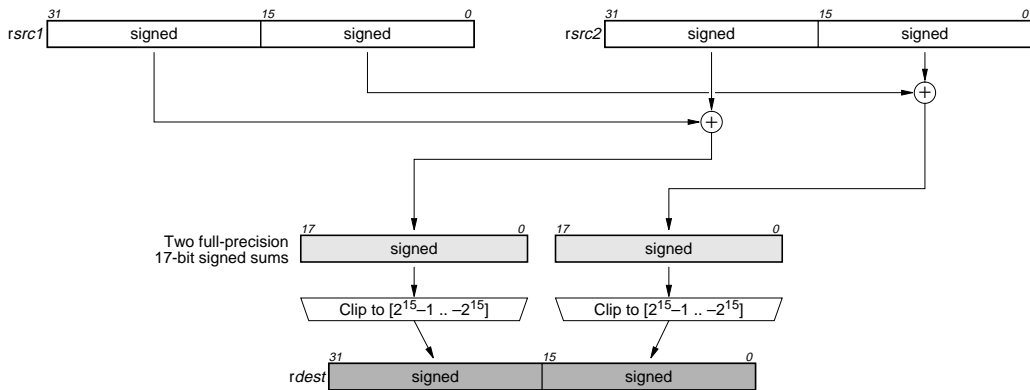 31 15 0 31 15 0
rsrc1 signed signed rsrc2 signed signed
+
+
17 0 17 0
Two full-precision
17-bit signed sums
signed signed
Clip to [2¹⁵–1 .. –2¹⁵] Clip to [2¹⁵–1 .. –2¹⁵]
31 15 0
rdest signed signed